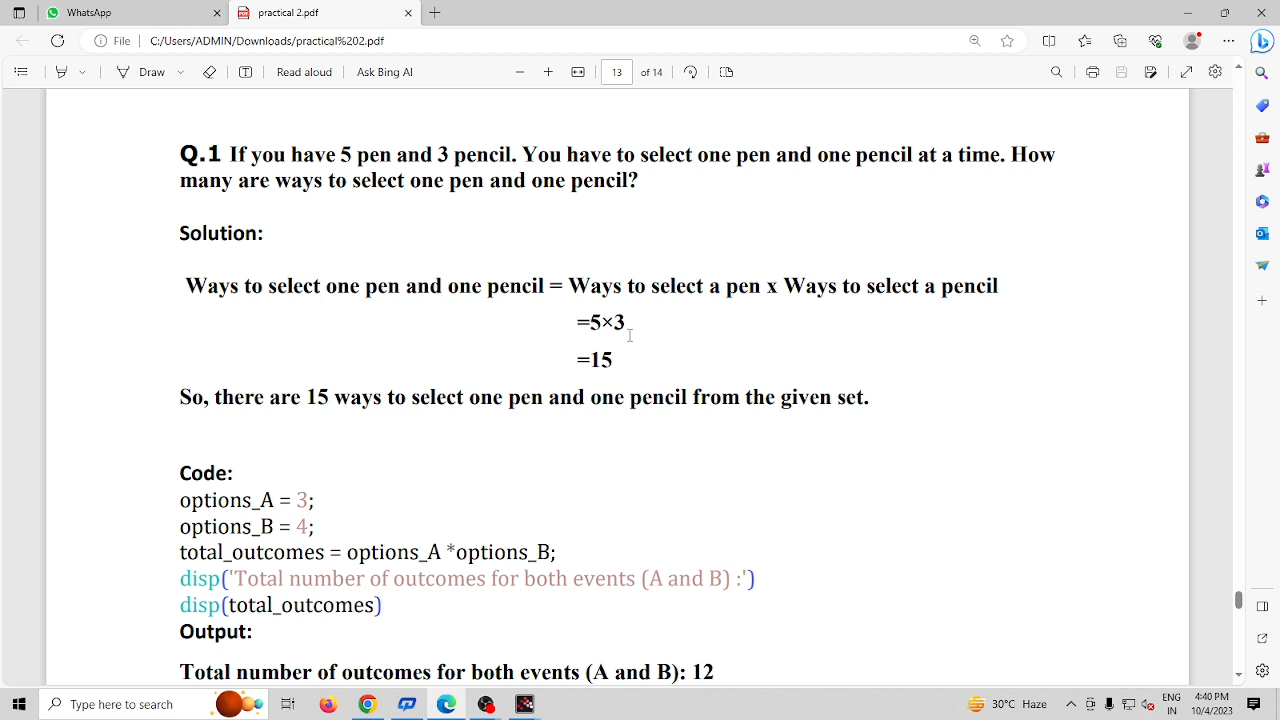 WhatsApp
practical 2.pdf
File
C:/Users/ADMIN/Downloads/practical%202.pdf
Draw
Read aloud
Ask Bing AI
13 of 14
Q.1 If you have 5 pen and 3 pencil. You have to select one pen and one pencil at a time. How
many are ways to select one pen and one pencil?
Solution:
Ways to select one pen and one pencil = Ways to select a pen x Ways to select a pencil
=5×3
=15
So, there are 15 ways to select one pen and one pencil from the given set.
Code:
options_A = 3;
options_B = 4;
total_outcomes = options_A *options_B;
disp('Total number of outcomes for both events (A and B) :')
disp(total_outcomes)
Output:
Total number of outcomes for both events (A and B): 12
Type here to search
30°C Haze
ENG
IN
4:40 PM
10/4/2023